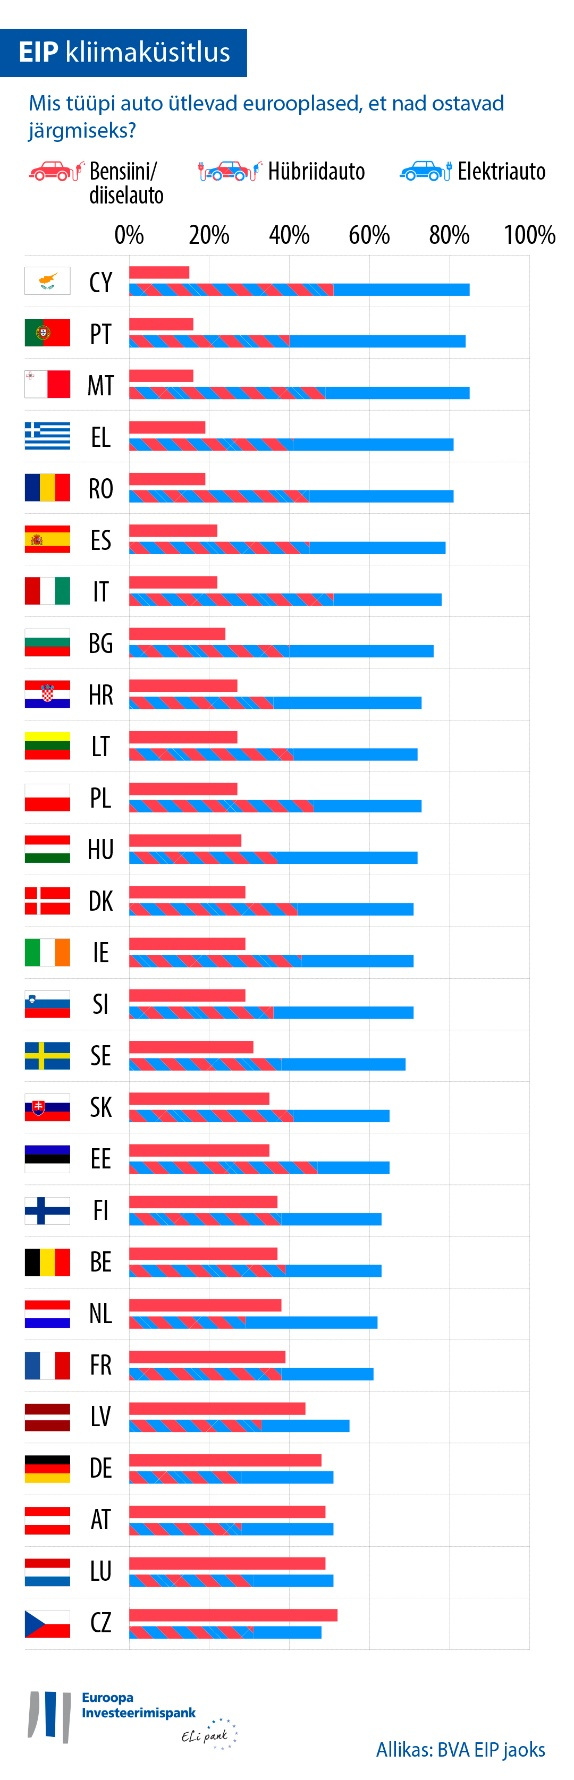 EIP kliimaküsitlus
Mis tüüpi auto ütlevad eurooplased, et nad ostavad
järgmiseks?
Bensiini/
diiselauto
Hübriidauto
Elektriauto
0% 20% 40% 60% 80% 100%
CY
PT
MT
EL
RO
ES
IT
BG
HR
LT
PL
HU
DK
IE
SI
SE
SK
EE
FI
BE
NL
FR
LV
DE
AT
LU
CZ
Euroopa
Investeerimispank
ELi pank
Allikas: BVA EIP jaoks